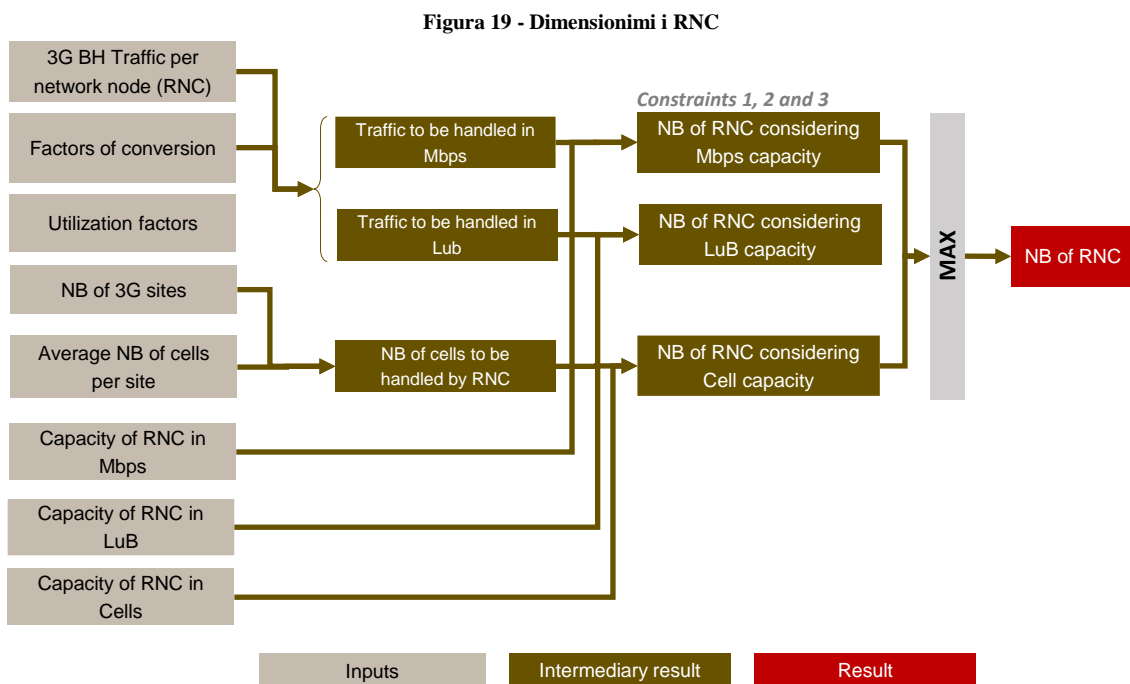 Figura 19 - Dimensionimi i RNC
3G BH Traffic per
network node (RNC)
Factors of conversion
Utilization factors
NB of 3G sites
Average NB of cells
per site
Capacity of RNC in
Mbps
Capacity of RNC in
LuB
Capacity of RNC in
Cells
Traffic to be handled in
Mbps
Traffic to be handled in
Lub
NB of cells to be
handled by RNC
Constraints 1, 2 and 3
NB of RNC considering
Mbps capacity
NB of RNC considering
LuB capacity
NB of RNC considering
Cell capacity
MAX
NB of RNC
Inputs
Intermediary result
Result